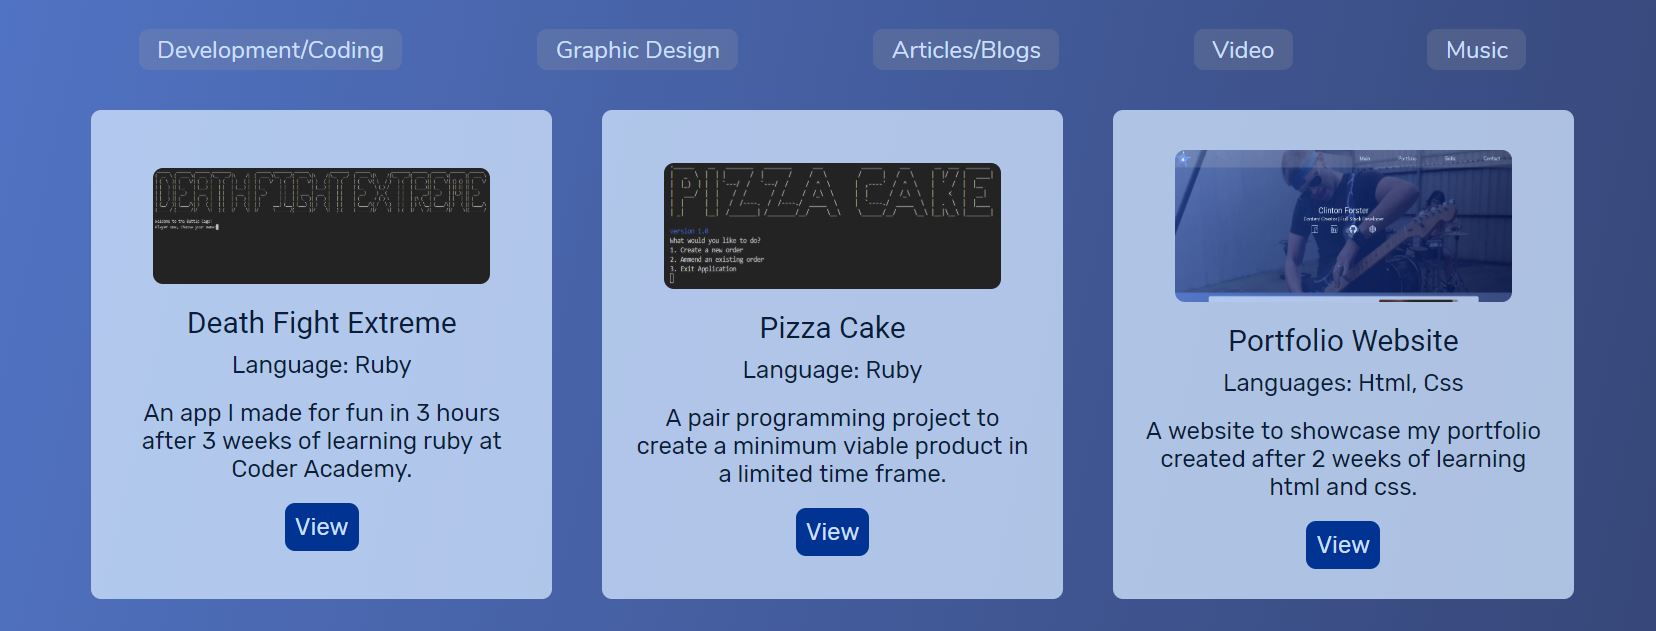 Development/Coding
Graphic Design
Articles/Blogs
Video
Music
DEATH FIGHT EXTREME
Welcome to the Battle Cage!
Player one, choose your name:
Death Fight Extreme
Language: Ruby
An app I made for fun in 3 hours
after 3 weeks of learning ruby at
Coder Academy.
View
PIZZA CAKE
version 1.0
What would you like to do?
1. Create a new order
2. Ammend an existing order
3. Exit Application
Pizza Cake
Language: Ruby
A pair programming project to
create a minimum viable product in
a limited time frame.
View
Main
Portfolio
Skills
Contact
Clinton Forster
Content Creator | Full Stack Developer
Portfolio Website
Languages: Html, Css
A website to showcase my portfolio
created after 2 weeks of learning
html and css.
View